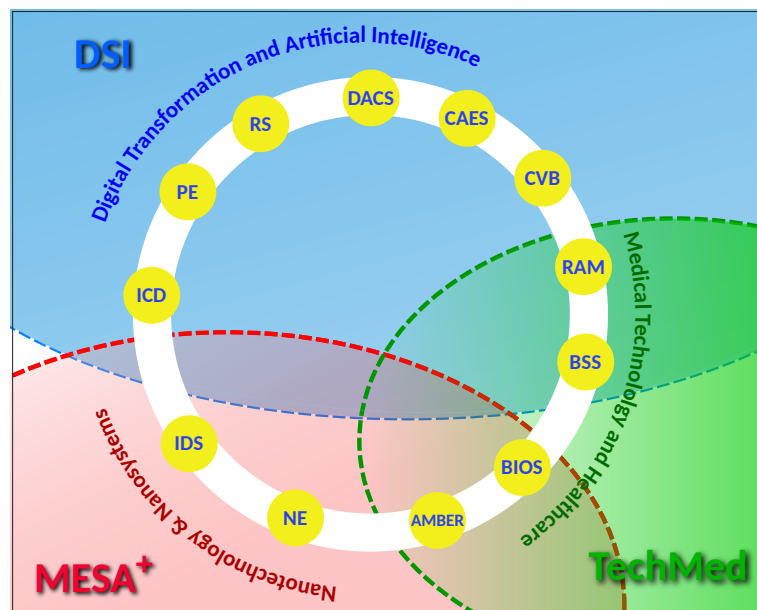 DSI
Digital Transformation and Artificial Intelligence
DACS
CAES
RS
CVB
PE
RAM
ICD
Medical Technololgy and Healthcare
BSS
IDS
BIOS
NE
AMBER
Nanotechnology & Nanosystems
MESA+
TechMed